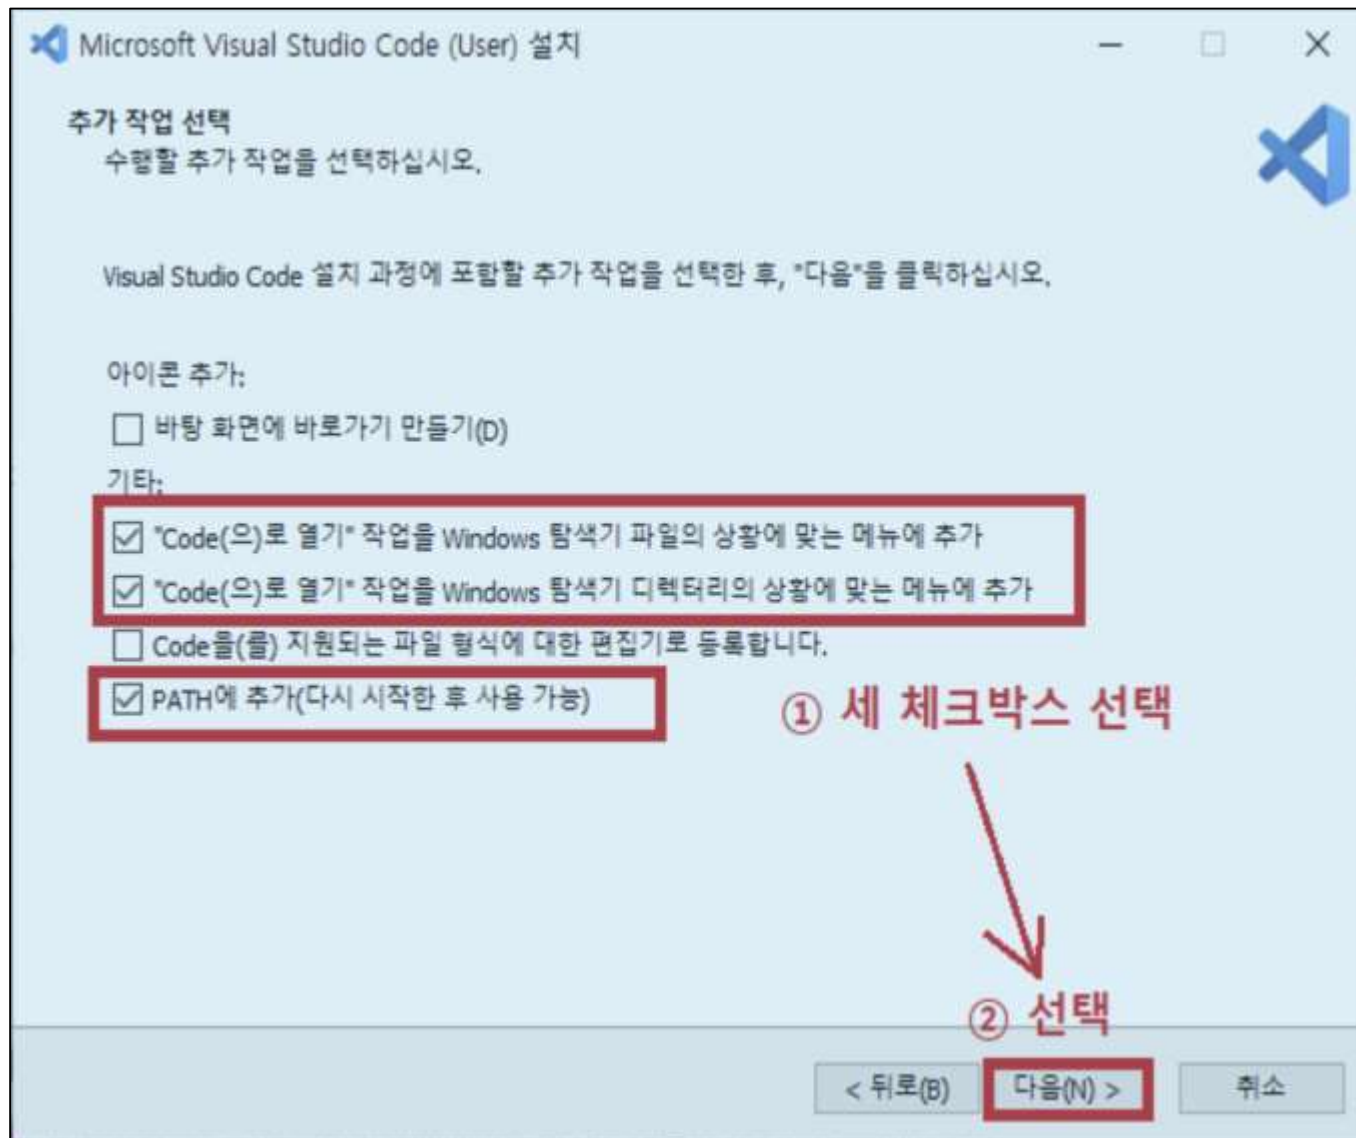 Microsoft Visual Studio Code (User) 설치
추가 작업 선택
수행할 추가 작업을 선택하십시오.
Visual Studio Code 설치 과정에 포함할 추가 작업을 선택한 후, "다음"을 클릭하십시오.
아이콘 추가:
바탕 화면에 바로가기 만들기(D)
기타:
"Code(으)로 열기" 작업을 Windows 탐색기 파일의 상황에 맞는 메뉴에 추가
"Code(으)로 열기" 작업을 Windows 탐색기 디렉터리의 상황에 맞는 메뉴에 추가
Code을(를) 지원되는 파일 형식에 대한 편집기로 등록합니다.
PATH에 추가(다시 시작한 후 사용 가능)
① 세 체크박스 선택
② 선택
< 뒤로(B) 다음(N) > 취소